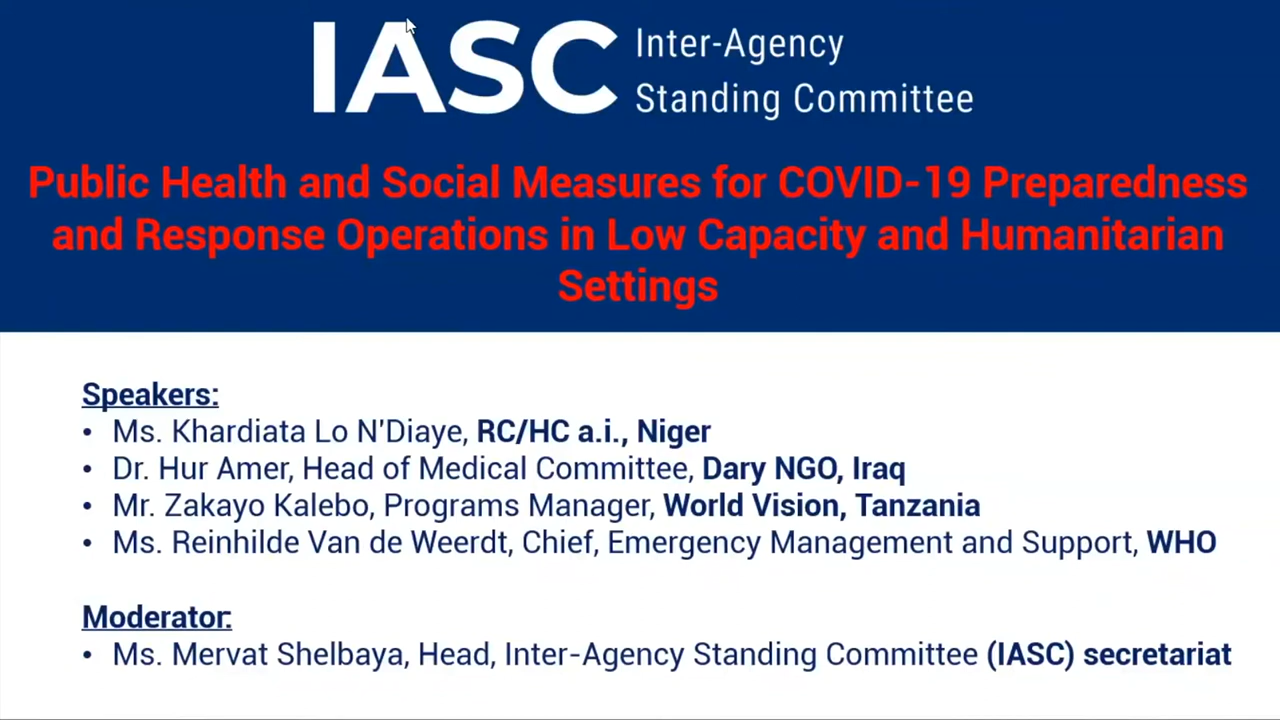 IASC Inter-Agency
Standing Committee
Public Health and Social Measures for COVID-19 Preparedness
and Response Operations in Low Capacity and Humanitarian
Settings
Speakers:
• Ms. Khardiata Lo N'Diaye, RC/HC a.i., Niger
• Dr. Hur Amer, Head of Medical Committee, Dary NGO, Iraq
• Mr. Zakayo Kalebo, Programs Manager, World Vision, Tanzania
• Ms. Reinhilde Van de Weerdt, Chief, Emergency Management and Support, WHO
Moderator:
• Ms. Mervat Shelbaya, Head, Inter-Agency Standing Committee (IASC) secretariat